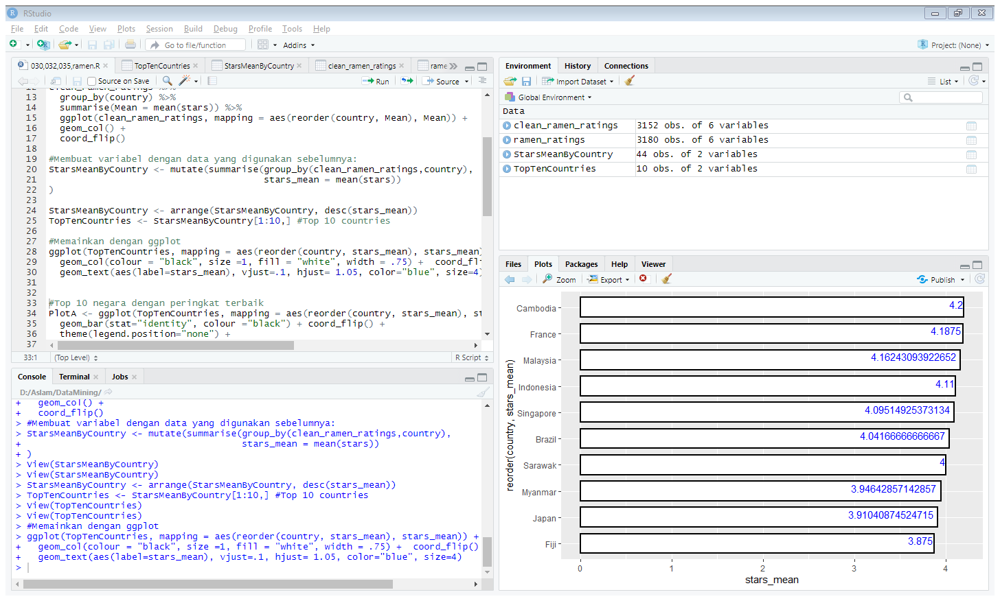 RStudio
File Edit Code View Plots Session Build Debug Profile Tools Help
Go to file/function Addins Project: (None)
030,032,035,ramen.R TopTenCountries StarsMeanByCountry clean_ramen_ratings rame
Source on Save Run Source
13 group_by(country) %>%
14 summarise(Mean = mean(stars)) %>%
15 ggplot(clean_ramen_ratings, mapping = aes(reorder(country, Mean), Mean)) +
16 geom_col() +
17 coord_flip()
18
19 #Membuat variabel dengan data yang digunakan sebelumnya:
20 StarsMeanByCountry <- mutate(summarise(group_by(clean_ramen_ratings,country),
21 stars_mean = mean(stars))
22 )
23
24 StarsMeanByCountry <- arrange(StarsMeanByCountry, desc(stars_mean))
25 TopTenCountries <- StarsMeanByCountry[1:10,] #Top 10 countries
26
27 #Memainkan dengan ggplot
28 ggplot(TopTenCountries, mapping = aes(reorder(country, stars_mean), stars_mean)
29 geom_col(colour = "black", size =1, fill = "white", width = .75) + coord_fl
30 geom_text(aes(label=stars_mean), vjust=.1, hjust= 1.05, color="blue", size=4)
31
32
33 #Top 10 negara dengan peringkat terbaik
34 PlotA <- ggplot(TopTenCountries, mapping = aes(reorder(country, stars_mean), st
35 geom_bar(stat="identity", colour ="black") + coord_flip() +
36 theme(legend.position="none") +
37
33:1 (Top Level) R Script
Console Terminal Jobs
D:/Aslam/DataMining/
+ geom_col() +
+ coord_flip()
> #Membuat variabel dengan data yang digunakan sebelumnya:
> StarsMeanByCountry <- mutate(summarise(group_by(clean_ramen_ratings,country),
+ stars_mean = mean(stars))
+ )
> View(StarsMeanByCountry)
> View(StarsMeanByCountry)
> StarsMeanByCountry <- arrange(StarsMeanByCountry, desc(stars_mean))
> TopTenCountries <- StarsMeanByCountry[1:10,] #Top 10 countries
> View(TopTenCountries)
> View(TopTenCountries)
> #Memainkan dengan ggplot
> ggplot(TopTenCountries, mapping = aes(reorder(country, stars_mean), stars_mean)) +
+ geom_col(colour = "black", size =1, fill = "white", width = .75) + coord_flip()
+ geom_text(aes(label=stars_mean), vjust=.1, hjust= 1.05, color="blue", size=4)
>
Environment History Connections
Import Dataset List
Global Environment
Data
clean_ramen_ratings 3152 obs. of 6 variables
ramen_ratings 3180 obs. of 6 variables
StarsMeanByCountry 44 obs. of 2 variables
TopTenCountries 10 obs. of 2 variables
Files Plots Packages Help Viewer
Zoom Export Publish
reorder(country, stars_mean)
Cambodia 4.2
France 4.1875
Malaysia 4.16243093922652
Indonesia 4.11
Singapore 4.09514925373134
Brazil 4.04166666666667
Sarawak 4
Myanmar 3.94642857142857
Japan 3.91040874524715
Fiji 3.875
0 1 2 3 4
stars_mean